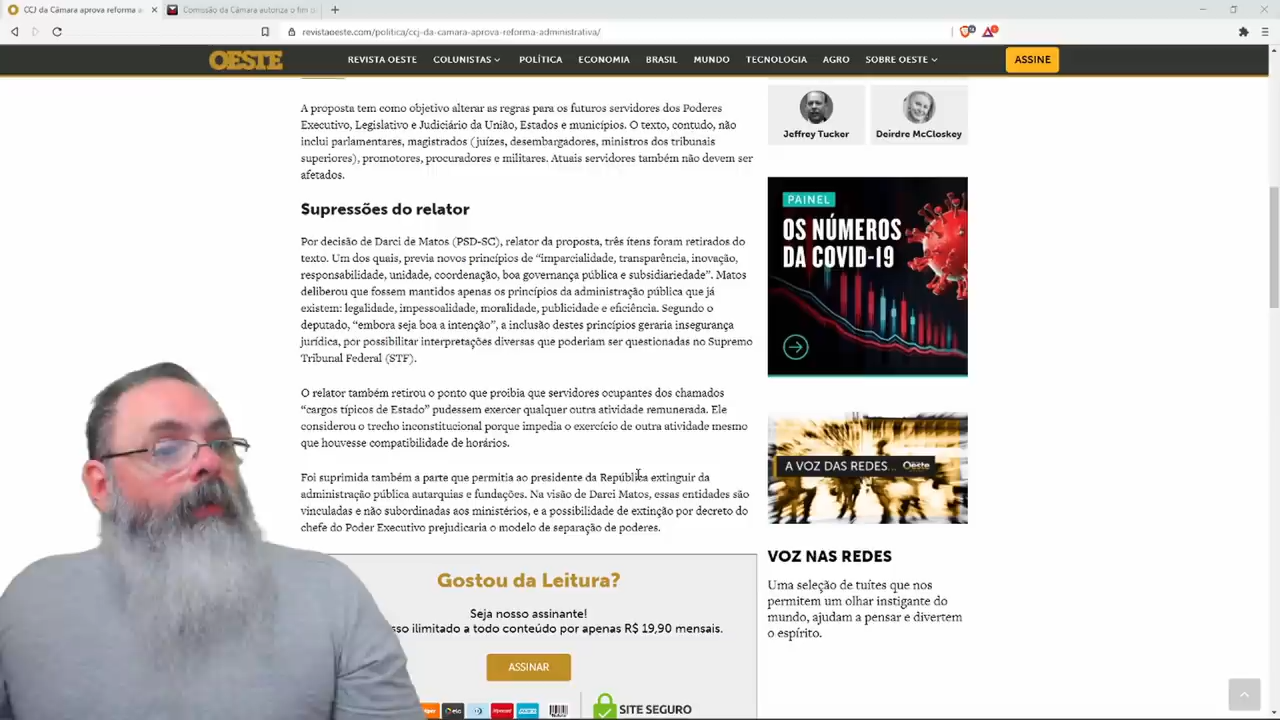 CCJ da Câmara aprova reforma a
Comissão da Câmara autoriza o fim o
revistaoeste.com/politica/ccj-da-camara-aprova-reforma-administrativa/
OESTE
REVISTA OESTE
COLUNISTAS
POLÍTICA
ECONOMIA
BRASIL
MUNDO
TECNOLOGIA
AGRO
SOBRE OESTE
ASSINE
A proposta tem como objetivo alterar as regras para os futuros servidores dos Poderes
Executivo, Legislativo e Judiciário da União, Estados e municípios. O texto, contudo, não
inclui parlamentares, magistrados (juízes, desembargadores, ministros dos tribunais
superiores), promotores, procuradores e militares. Atuais servidores também não devem ser
afetados.
Supressões do relator
Por decisão de Darci de Matos (PSD-SC), relator da proposta, três ítens foram retirados do
texto. Um dos quais, previa novos princípios de “imparcialidade, transparência, inovação,
responsabilidade, unidade, coordenação, boa governança pública e subsidiariedade”. Matos
deliberou que fossem mantidos apenas os princípios da administração pública que já
existem: legalidade, impessoalidade, moralidade, publicidade e eficiência. Segundo o
deputado, “embora seja boa a intenção”, a inclusão destes princípios geraria insegurança
jurídica, por possibilitar interpretações diversas que poderiam ser questionadas no Supremo
Tribunal Federal (STF).
O relator também retirou o ponto que proibia que servidores ocupantes dos chamados
“cargos típicos de Estado” pudessem exercer qualquer outra atividade remunerada. Ele
considerou o trecho inconstitucional porque impedia o exercício de outra atividade mesmo
que houvesse compatibilidade de horários.
Foi suprimida também a parte que permitia ao presidente da República extinguir da
administração pública autarquias e fundações. Na visão de Darci Matos, essas entidades são
vinculadas e não subordinadas aos ministérios, e a possibilidade de extinção por decreto do
chefe do Poder Executivo prejudicaria o modelo de separação de poderes.
Gostou da Leitura?
Seja nosso assinante!
sso ilimitado a todo conteúdo por apenas R$ 19,90 mensais.
ASSINAR
hiper
elo
SITE SEGURO
Jeffrey Tucker
Deirdre McCloskey
PAINEL
OS NÚMEROS
DA COVID-19
A VOZ DAS REDES... Oeste
VOZ NAS REDES
Uma seleção de tuítes que nos
permitem um olhar instigante do
mundo, ajudam a pensar e divertem
o espírito.